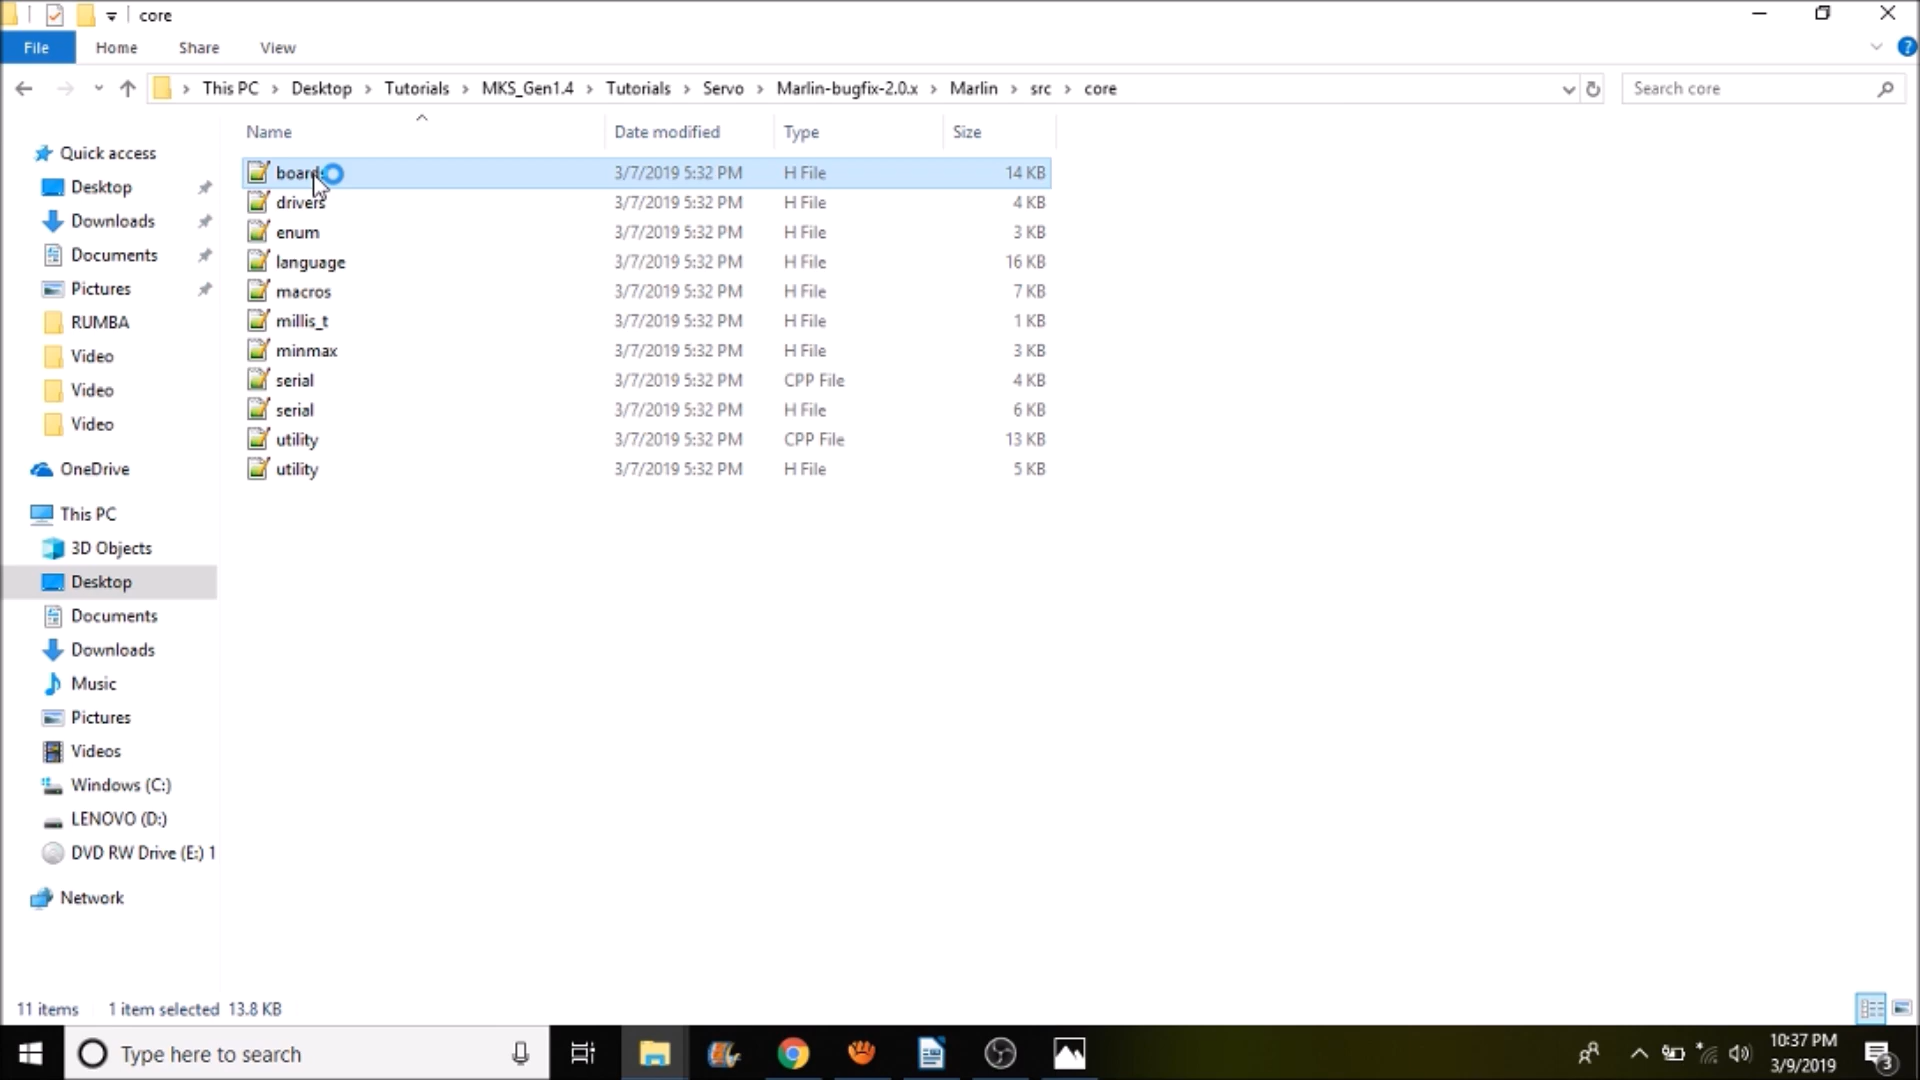 core
File Home Share View
This PC Desktop Tutorials MKS_Gen1.4 Tutorials Servo Marlin-bugfix-2.0.x Marlin src core Search core
Name Date modified Type Size
Quick access
Desktop
Downloads
Documents
Pictures
RUMBA
Video
Video
Video
OneDrive
This PC
3D Objects
Desktop
Documents
Downloads
Music
Pictures
Videos
Windows (C:)
LENOVO (D:)
DVD RW Drive (E:) 1
Network
boards 3/7/2019 5:32 PM H File 14 KB
drivers 3/7/2019 5:32 PM H File 4 KB
enum 3/7/2019 5:32 PM H File 3 KB
language 3/7/2019 5:32 PM H File 16 KB
macros 3/7/2019 5:32 PM H File 7 KB
millis_t 3/7/2019 5:32 PM H File 1 KB
minmax 3/7/2019 5:32 PM H File 3 KB
serial 3/7/2019 5:32 PM CPP File 4 KB
serial 3/7/2019 5:32 PM H File 6 KB
utility 3/7/2019 5:32 PM CPP File 13 KB
utility 3/7/2019 5:32 PM H File 5 KB
11 items 1 item selected 13.8 KB
Type here to search
10:37 PM
3/9/2019
3